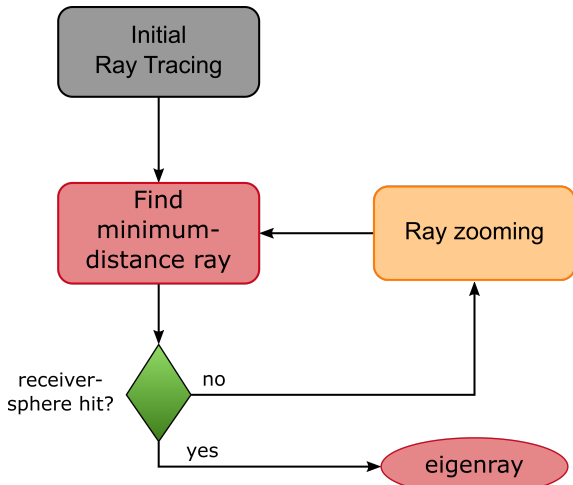 Initial
Ray Tracing
Find
minimum-
distance ray
Ray zooming
receiver-
sphere hit?
no
yes
eigenray